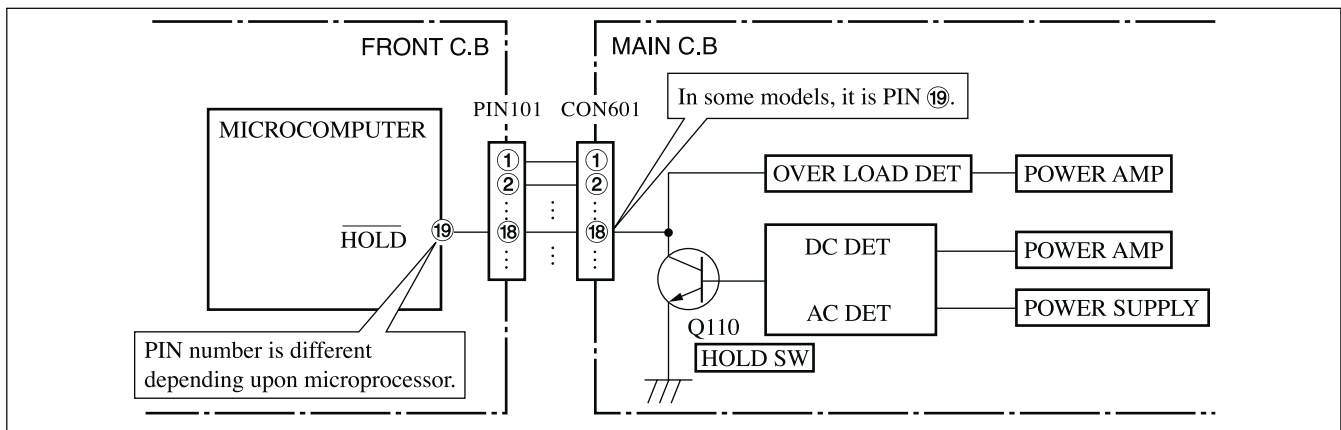 FRONT C.B
MAIN C.B
PIN101
CON601
In some models, it is PIN ⑲.
MICROCOMPUTER
HOLD
⑲
①
②
⋮
⑱
⋮
⋮
⋮
①
②
⋮
⑱
⋮
OVER LOAD DET
POWER AMP
DC DET
POWER AMP
AC DET
POWER SUPPLY
Q110
HOLD SW
PIN number is different
depending upon microprocessor.